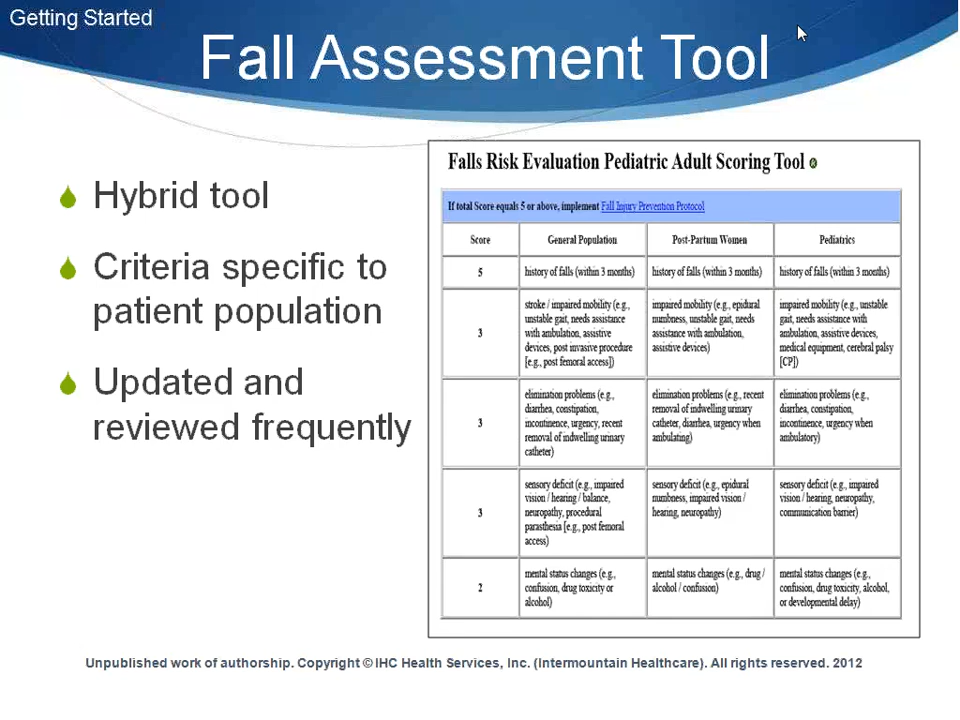 Getting Started
Fall Assessment Tool
Hybrid tool
Criteria specific to
patient population
Updated and
reviewed frequently
Falls Risk Evaluation Pediatric Adult Scoring Tool
If total Score equals 5 or above, implement Fall Injury Prevention Protocol
Score General Population Post-Partum Women Pediatrics
5 history of falls (within 3 months) history of falls (within 3 months) history of falls (within 3 months)
3
stroke / impaired mobility (e.g.,
unstable gait, needs assistance
with ambulation, assistive
devices, post invasive procedure
[e.g., post femoral access])
impaired mobility (e.g., epidural
numbness, unstable gait, needs
assistance with ambulation,
assistive devices)
impaired mobility (e.g., unstable
gait, needs assistance with
ambulation, assistive devices,
medical equipment, cerebral palsy
[CP])
3
elimination problems (e.g.,
diarrhea, constipation,
incontinence, urgency, recent
removal of indwelling urinary
catheter)
elimination problems (e.g., recent
removal of indwelling urinary
catheter, diarrhea, urgency when
ambulating)
elimination problems (e.g.,
diarrhea, constipation,
incontinence, urgency when
ambulatory)
3
sensory deficit (e.g., impaired
vision / hearing / balance,
neuropathy, procedural
parasthesia [e.g., post femoral
access)
sensory deficit (e.g., epidural
numbness, impaired vision /
hearing, neuropathy)
sensory deficit (e.g., impaired
vision / hearing, neuropathy,
communication barrier)
2
mental status changes (e.g.,
confusion, drug toxicity or
alcohol)
mental status changes (e.g., drug /
alcohol / confusion)
mental status changes (e.g.,
confusion, drug toxicity, alcohol,
or developmental delay)
Unpublished work of authorship. Copyright © IHC Health Services, Inc. (Intermountain Healthcare). All rights reserved. 2012